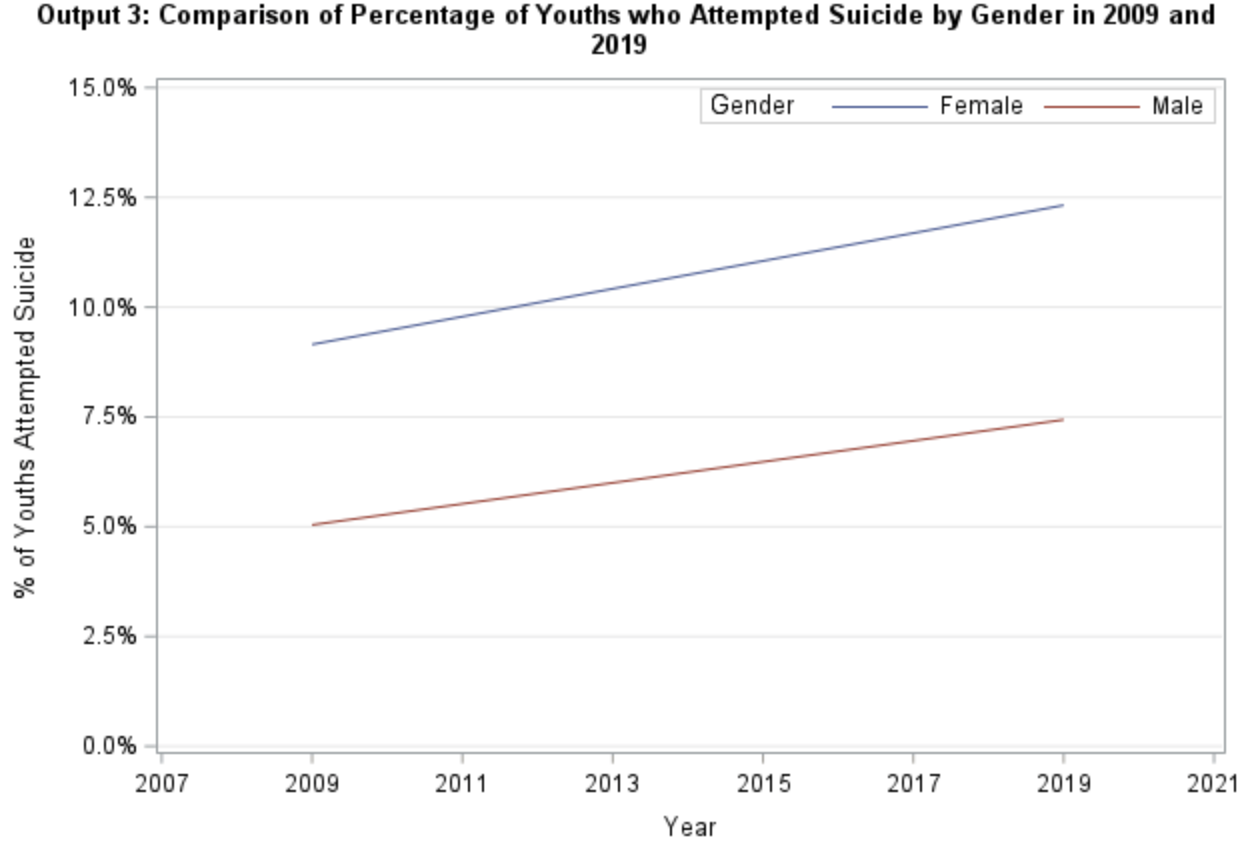 Output 3: Comparison of Percentage of Youths who Attempted Suicide by Gender in 2009 and
2019
15.0%
Gender Female Male
12.5%
10.0%
7.5%
5.0%
2.5%
0.0%
% of Youths Attempted Suicide
2007 2009 2011 2013 2015 2017 2019 2021
Year